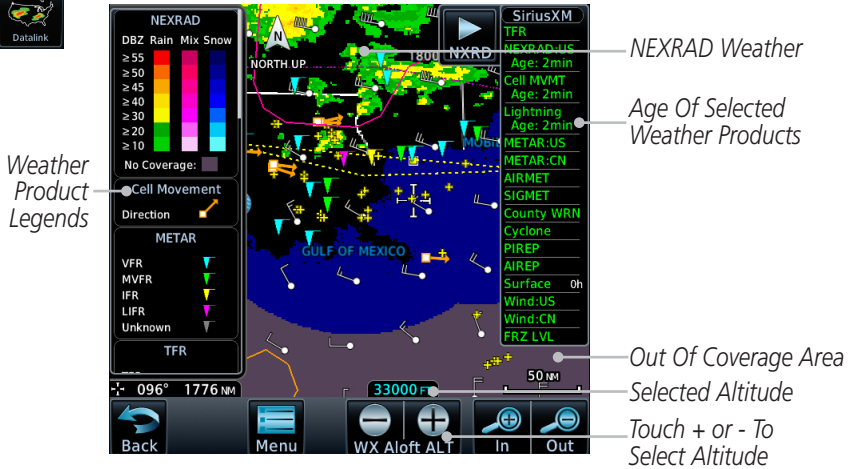 Datalink
NEXRAD
DBZ Rain Mix Snow
≥ 55
≥ 50
≥ 45
≥ 40
≥ 30
≥ 20
≥ 10
No Coverage:
Cell Movement
Direction
METAR
VFR
MVFR
IFR
LIFR
Unknown
TFR
N
NORTH UP
1800
NXRD
GULF OF MEXICO
SiriusXM
TFR
NEXRAD:US
Age: 2min
Cell MVMT
Age: 2min
Lightning
Age: 2min
METAR:US
METAR:CN
AIRMET
SIGMET
County WRN
Cyclone
PIREP
AIREP
Surface 0h
Wind:US
Wind:CN
FRZ LVL
096° 1776 NM
33000 FT
50 NM
Back
Menu
WX Aloft ALT
In
Out
Weather
Product
Legends
NEXRAD Weather
Age Of Selected
Weather Products
Out Of Coverage Area
Selected Altitude
Touch + or - To
Select Altitude